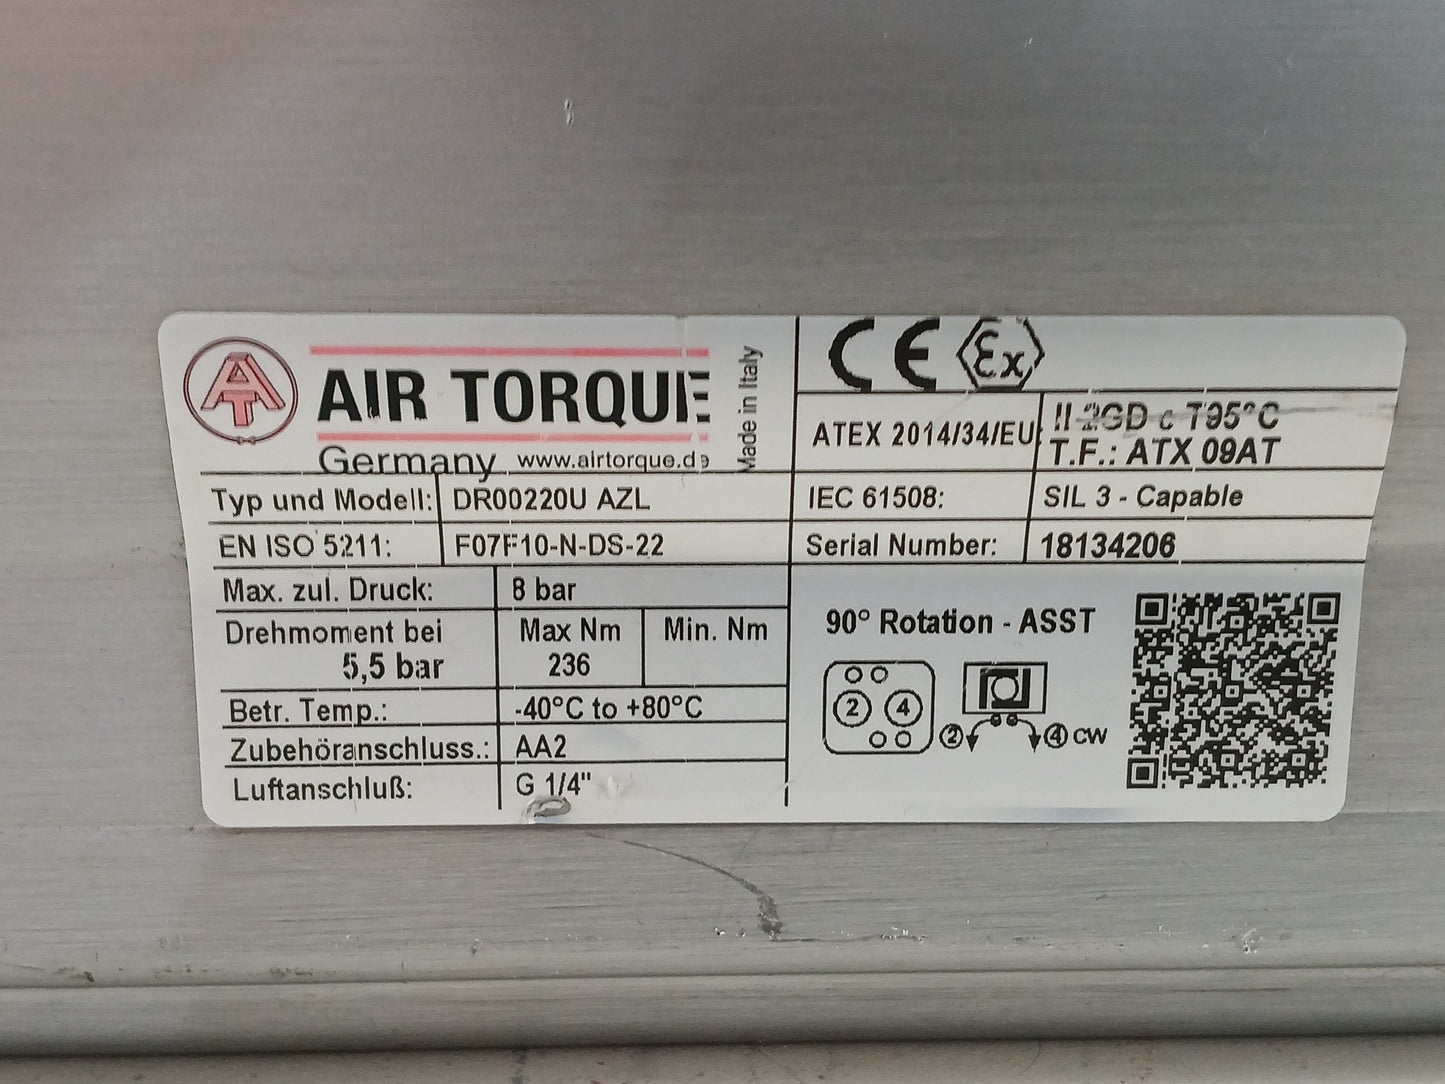 AT
AIR TORQUE
Germany www.airtorque.de
Made in Italy
Typ und Modell: DR00220U AZL
EN ISO 5211: F07F10-N-DS-22
Max. zul. Druck: 8 bar
Drehmoment bei 5,5 bar Max Nm 236 Min. Nm
Betr. Temp.: -40°C to +80°C
Zubehöranschluss.: AA2
Luftanschluß: G 1/4"
CE Ex
ATEX 2014/34/EU: II 2GD c T95°C
T.F.: ATX 09AT
IEC 61508: SIL 3 - Capable
Serial Number: 18134206
90° Rotation - ASST
2 4
2 4 CW